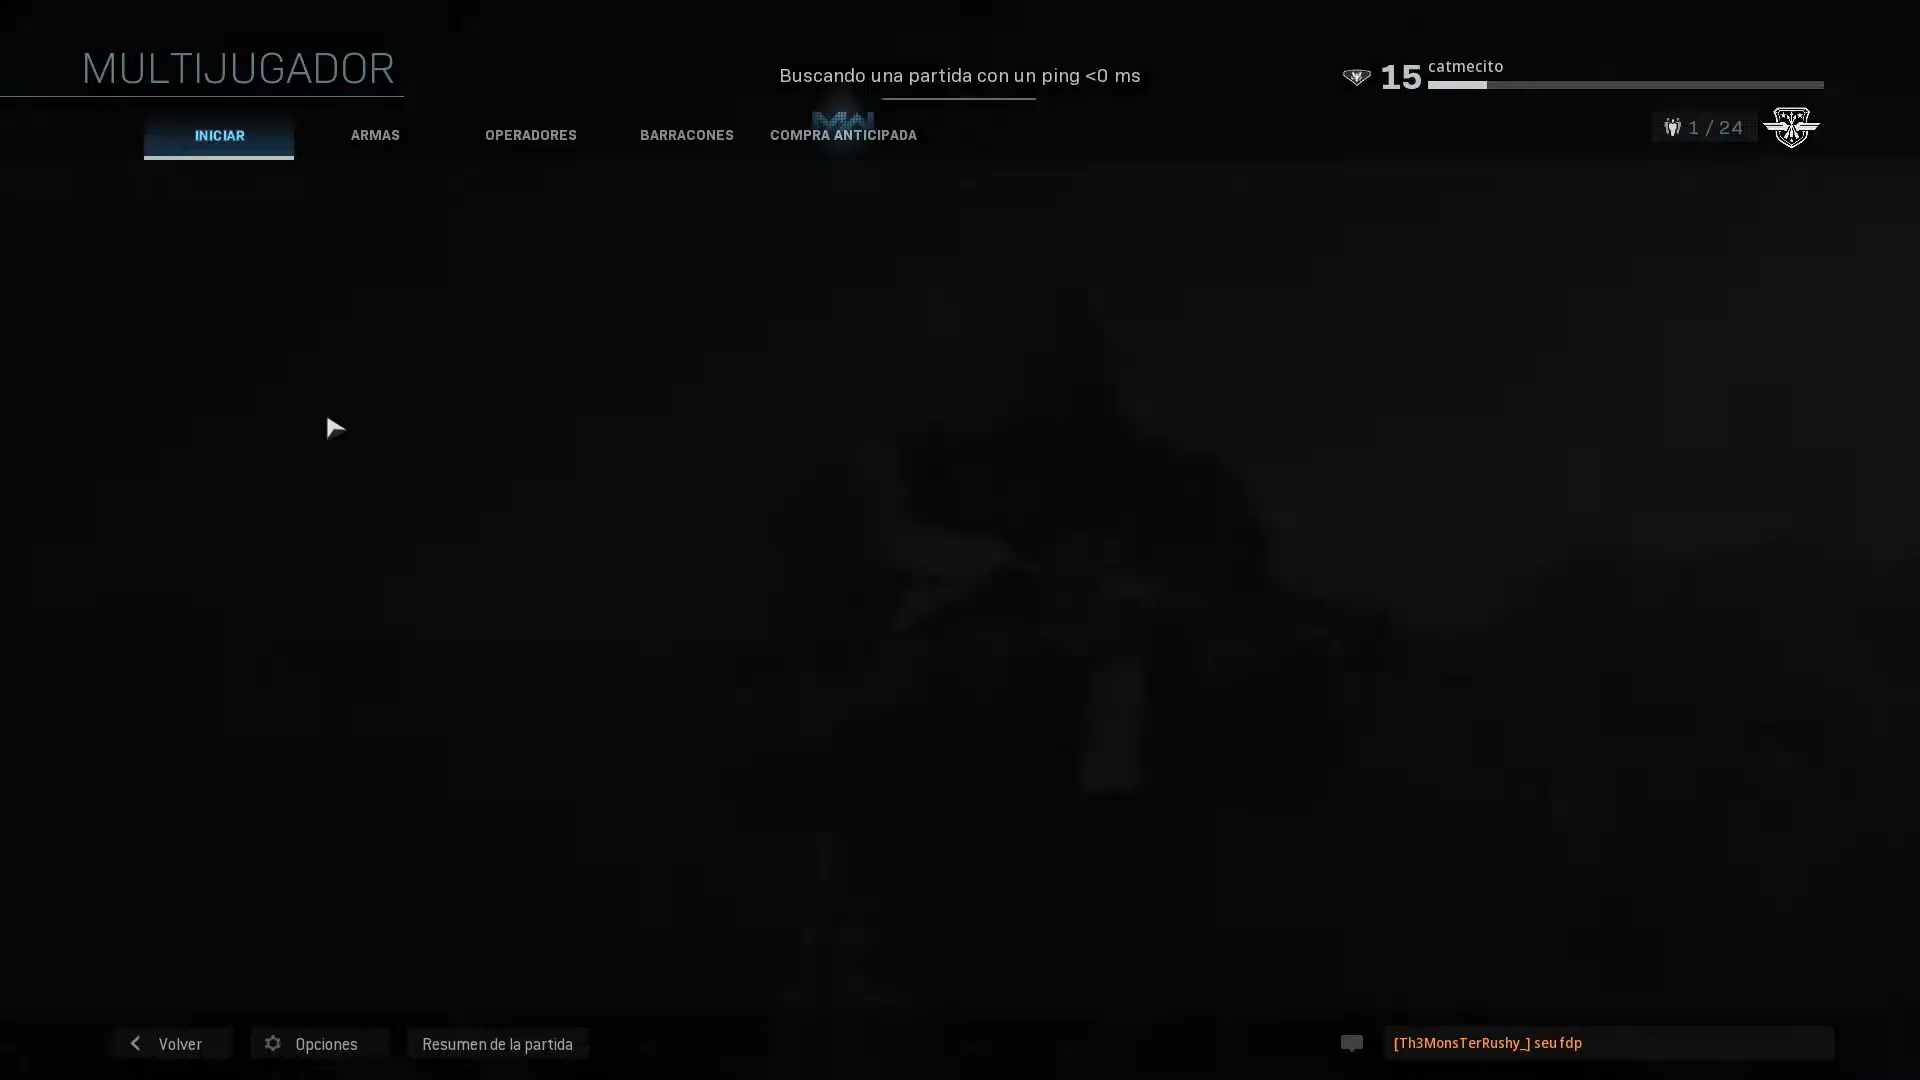 MULTIJUGADOR
Buscando una partida con un ping <0 ms
15 catmecito
INICIAR
ARMAS
OPERADORES
BARRACONES
COMPRA ANTICIPADA
MW
1 / 24
Volver
Opciones
Resumen de la partida
[Th3MonsTerRushy_] seu fdp